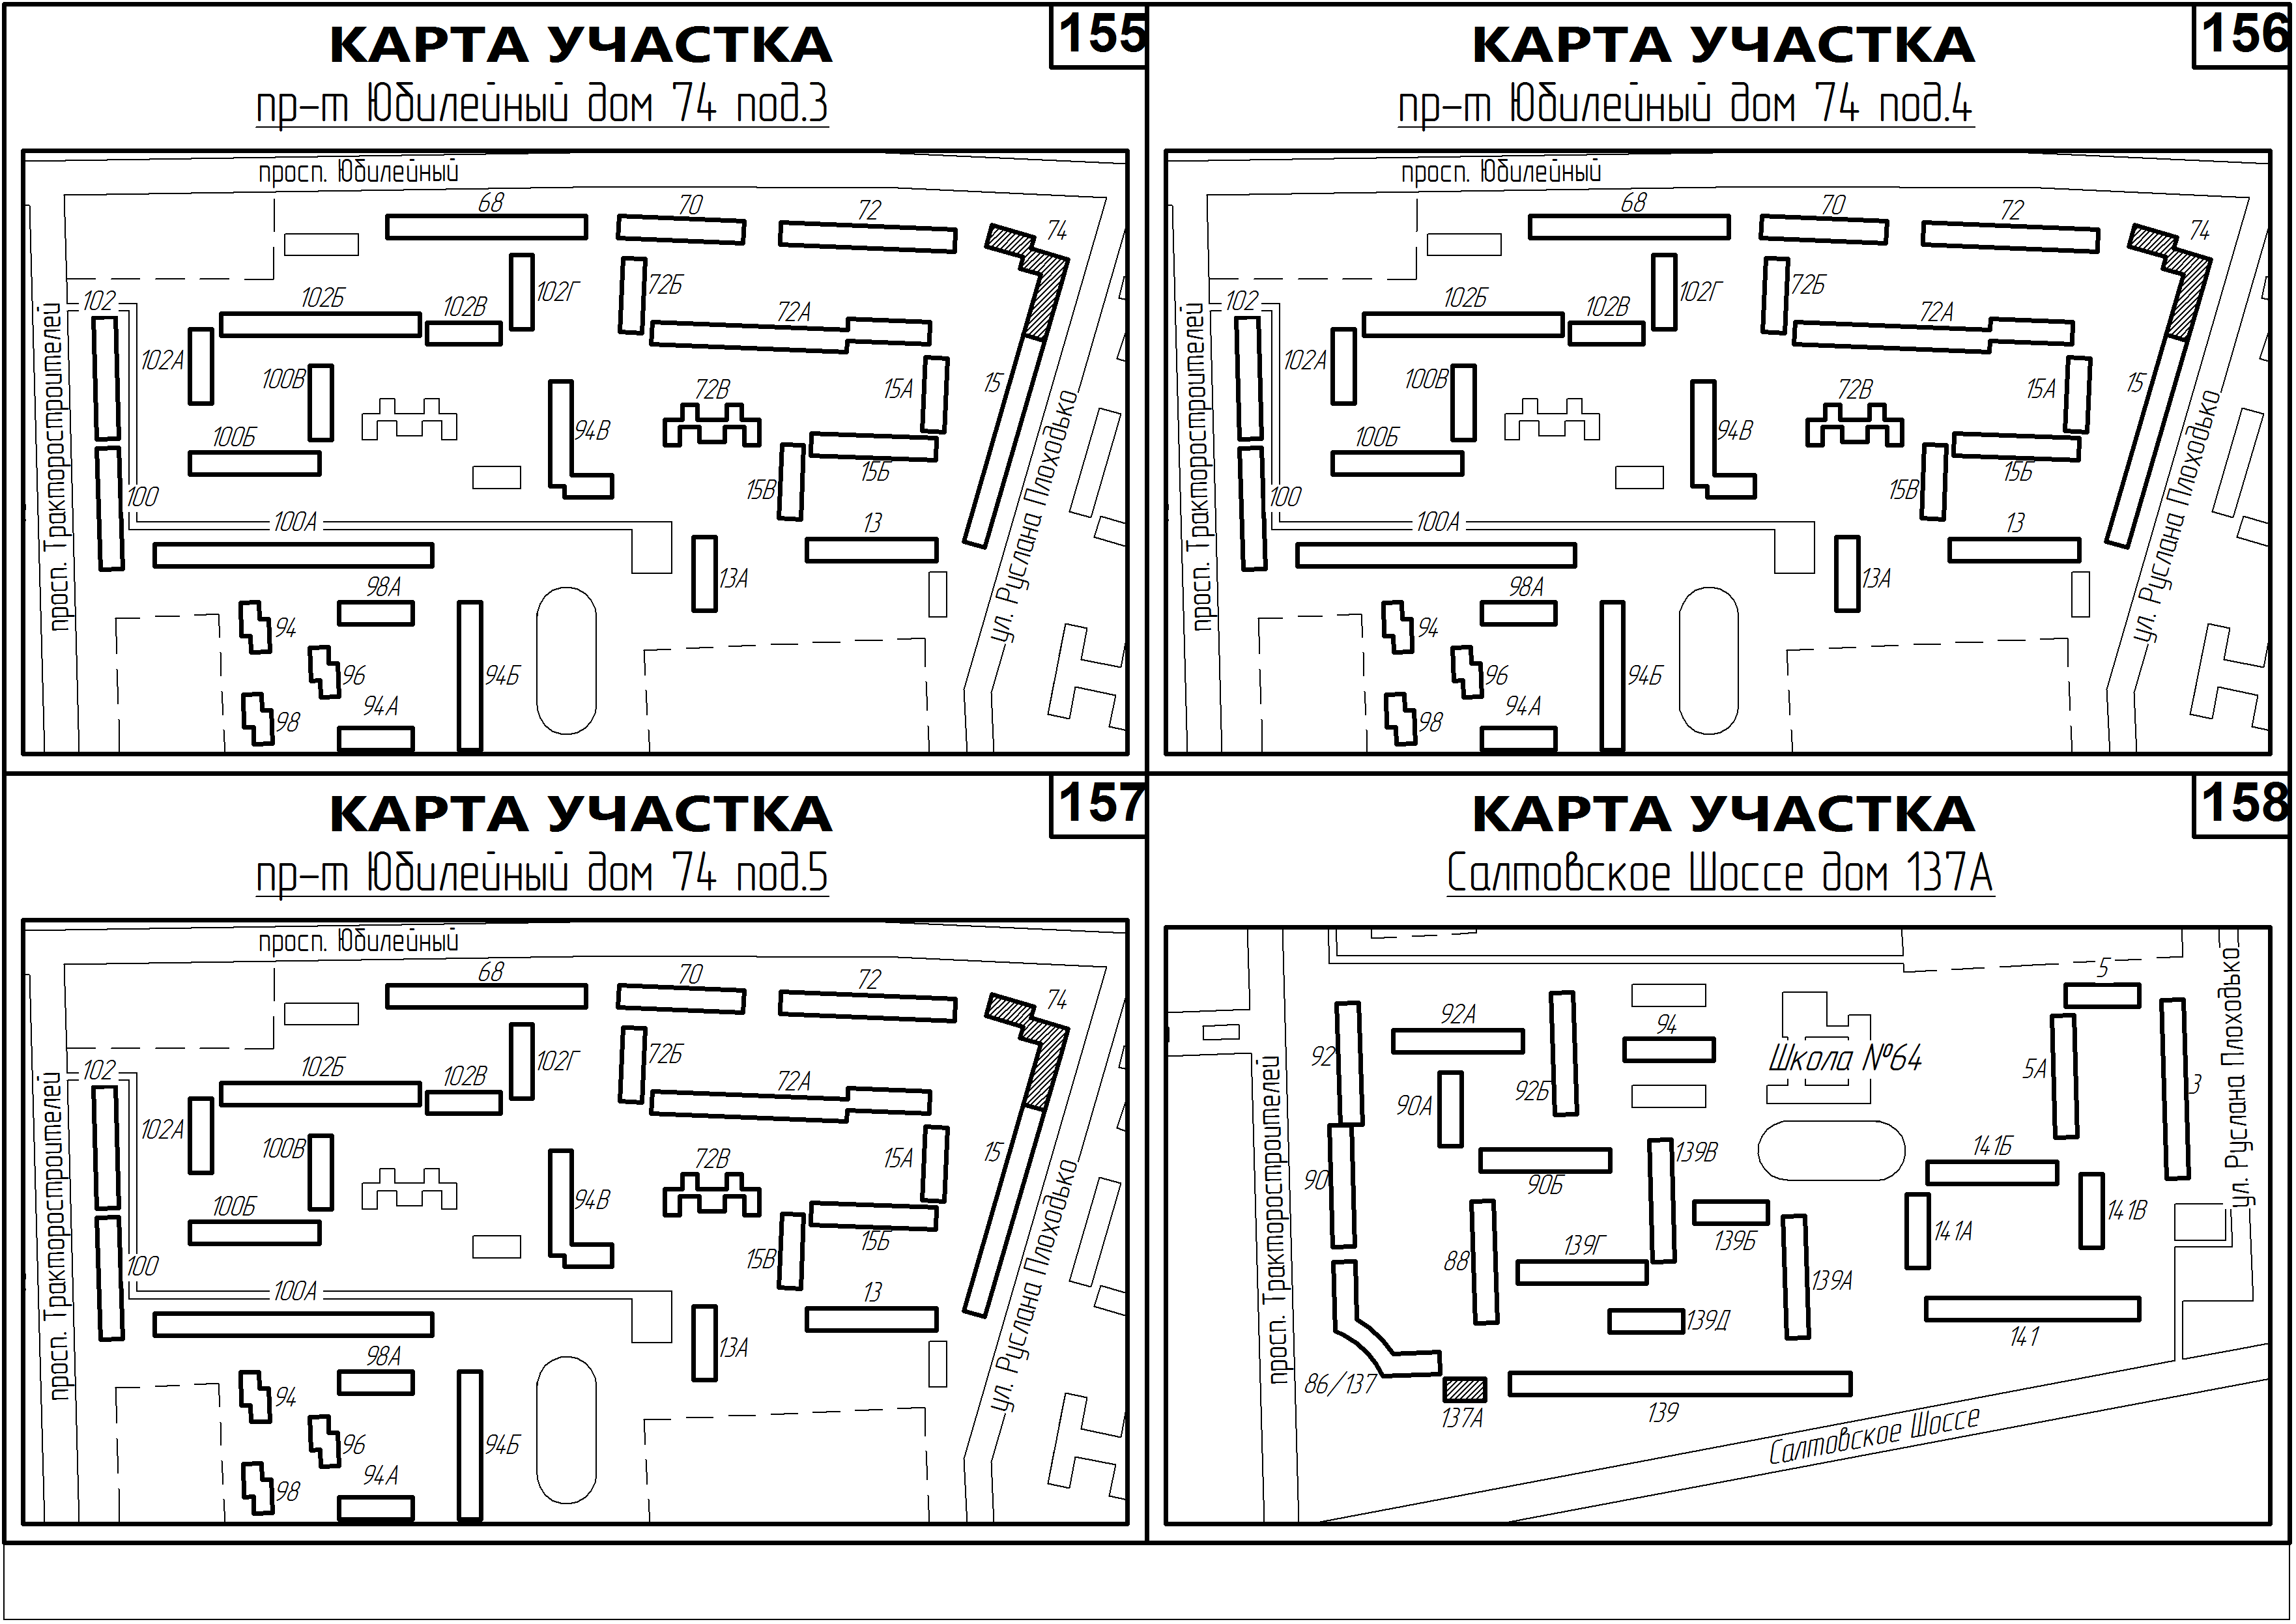 КАРТА УЧАСТКА
155
пр-т Юбилейный дом 74 под.3
просп. Юбилейный
68
70
72
74
102
102Б
102В
102Г
72Б
72А
102А
100В
72В
15А
15
100Б
94В
15Б
15В
100
100А
13
13А
98А
94
96
94Б
94А
98
просп. Тракторостроителей
ул. Руслана Плоходько
КАРТА УЧАСТКА
156
пр-т Юбилейный дом 74 под.4
просп. Юбилейный
68
70
72
74
102
102Б
102В
102Г
72Б
72А
102А
100В
72В
15А
15
100Б
94В
15Б
15В
100
100А
13
13А
98А
94
96
94Б
94А
98
просп. Тракторостроителей
ул. Руслана Плоходько
КАРТА УЧАСТКА
157
пр-т Юбилейный дом 74 под.5
просп. Юбилейный
68
70
72
74
102
102Б
102В
102Г
72Б
72А
102А
100В
72В
15А
15
100Б
94В
15Б
15В
100
100А
13
13А
98А
94
96
94Б
94А
98
просп. Тракторостроителей
ул. Руслана Плоходько
КАРТА УЧАСТКА
158
Салтовское Шоссе дом 137А
5
92А
94
92
Школа №64
5А
3
92Б
90А
139В
141Б
90
90Б
141В
139Б
141А
139Г
88
139А
139Д
141
86/137
137А
139
Салтовское Шоссе
просп. Тракторостроителей
ул. Руслана Плоходько